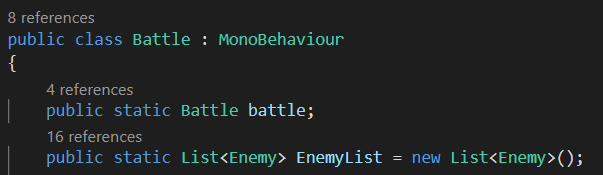 8 references
public class Battle : MonoBehaviour
{
4 references
public static Battle battle;
16 references
public static List<Enemy> EnemyList = new List<Enemy>();